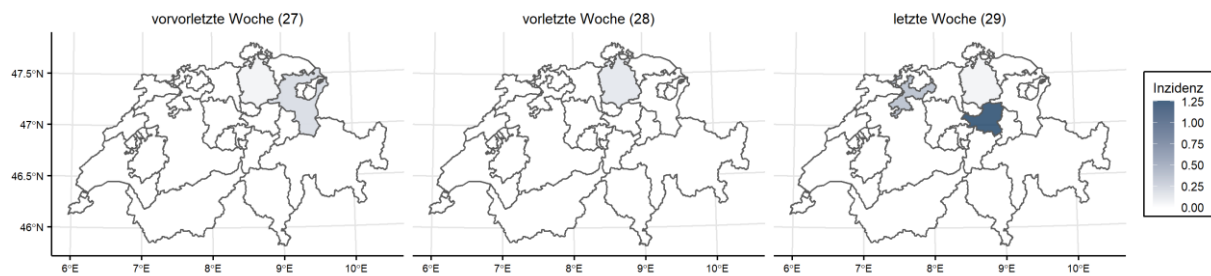 vorvorletzte Woche (27)
vorletzte Woche (28)
letzte Woche (29)
47.5°N
47°N
46.5°N
46°N
6°E 7°E 8°E 9°E 10°E
6°E 7°E 8°E 9°E 10°E
6°E 7°E 8°E 9°E 10°E
Inzidenz
1.25
1.00
0.75
0.50
0.25
0.00